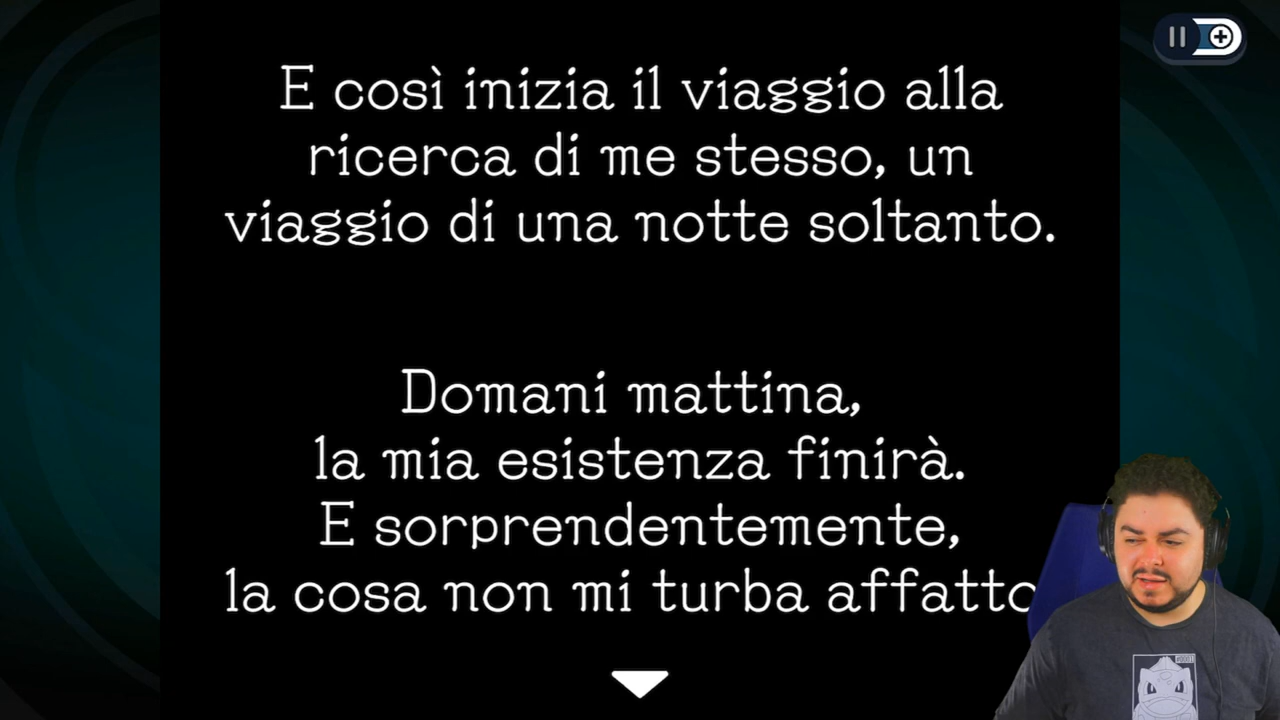 E così inizia il viaggio alla
ricerca di me stesso, un
viaggio di una notte soltanto.
Domani mattina,
la mia esistenza finirà.
E sorprendentemente,
la cosa non mi turba affatto
#0001